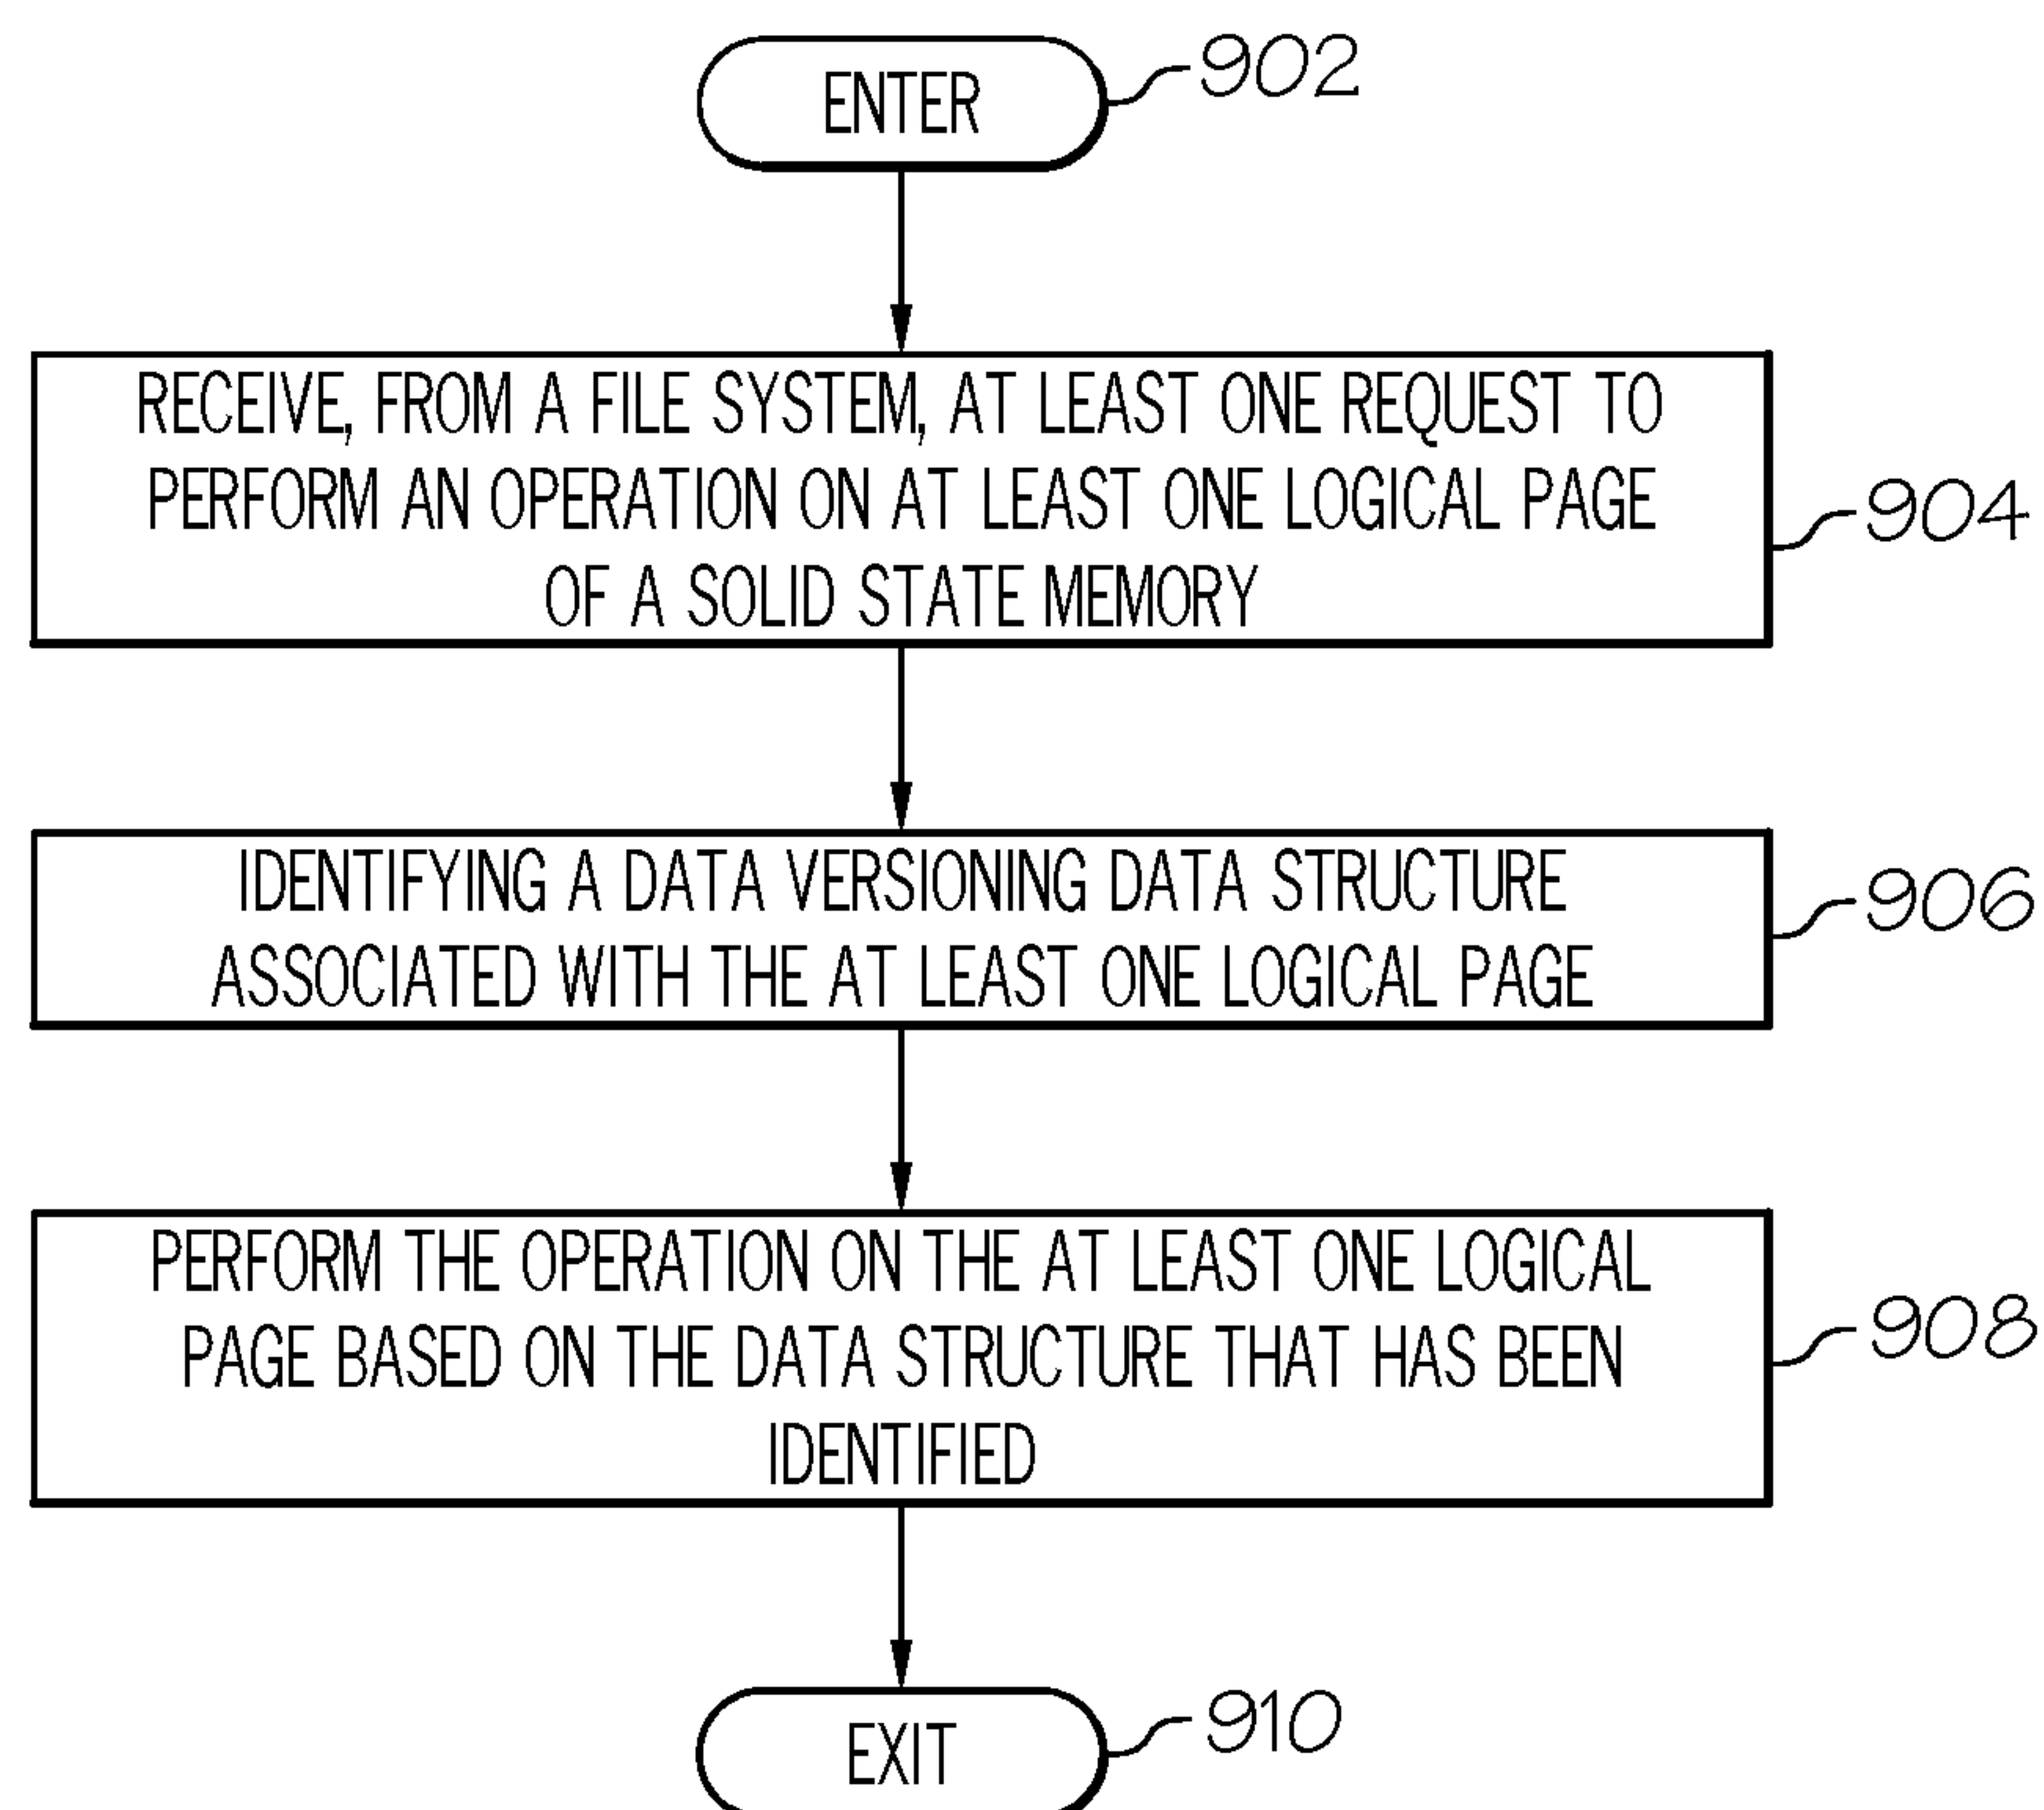 ENTER
902
RECEIVE, FROM A FILE SYSTEM, AT LEAST ONE REQUEST TO
PERFORM AN OPERATION ON AT LEAST ONE LOGICAL PAGE
OF A SOLID STATE MEMORY
904
IDENTIFYING A DATA VERSIONING DATA STRUCTURE
ASSOCIATED WITH THE AT LEAST ONE LOGICAL PAGE
906
PERFORM THE OPERATION ON THE AT LEAST ONE LOGICAL
PAGE BASED ON THE DATA STRUCTURE THAT HAS BEEN
IDENTIFIED
908
EXIT
910